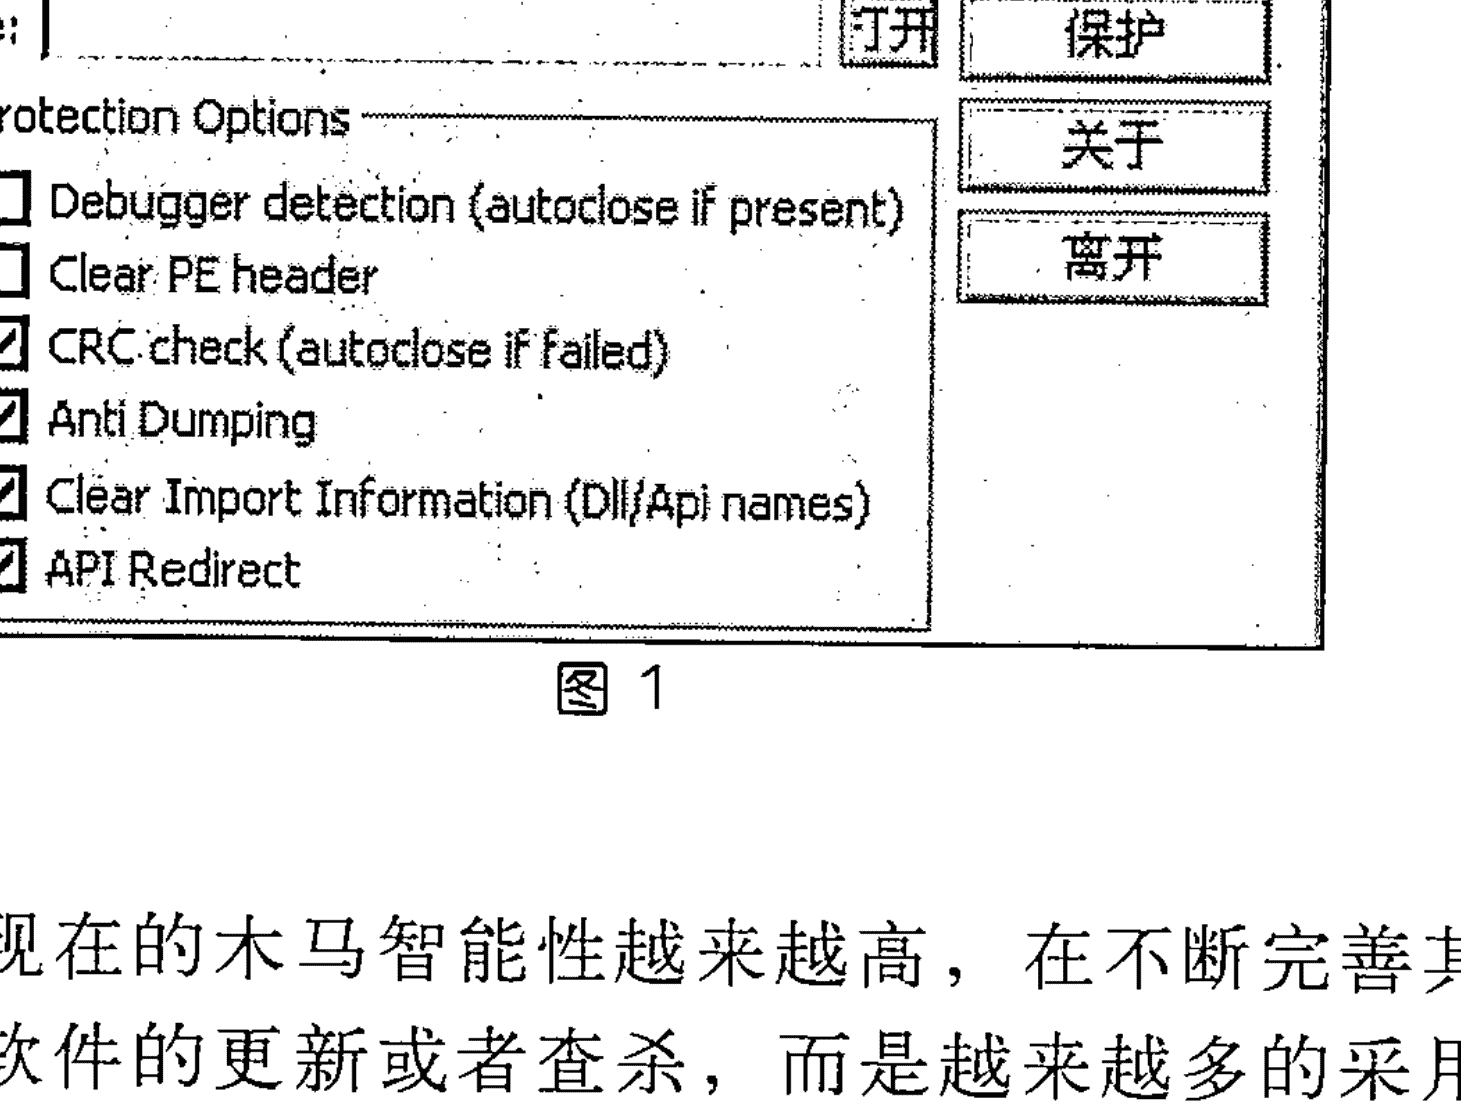 打开
保护
rotection Options
关于
Debugger detection (autoclose if present)
离开
Clear PE header
CRC check (autoclose if failed)
Anti Dumping
Clear Import Information (Dll/Api names)
API Redirect
图 1
现在的木马智能性越来越高，在不断完善其
软件的更新或者查杀，而是越来越多的采用